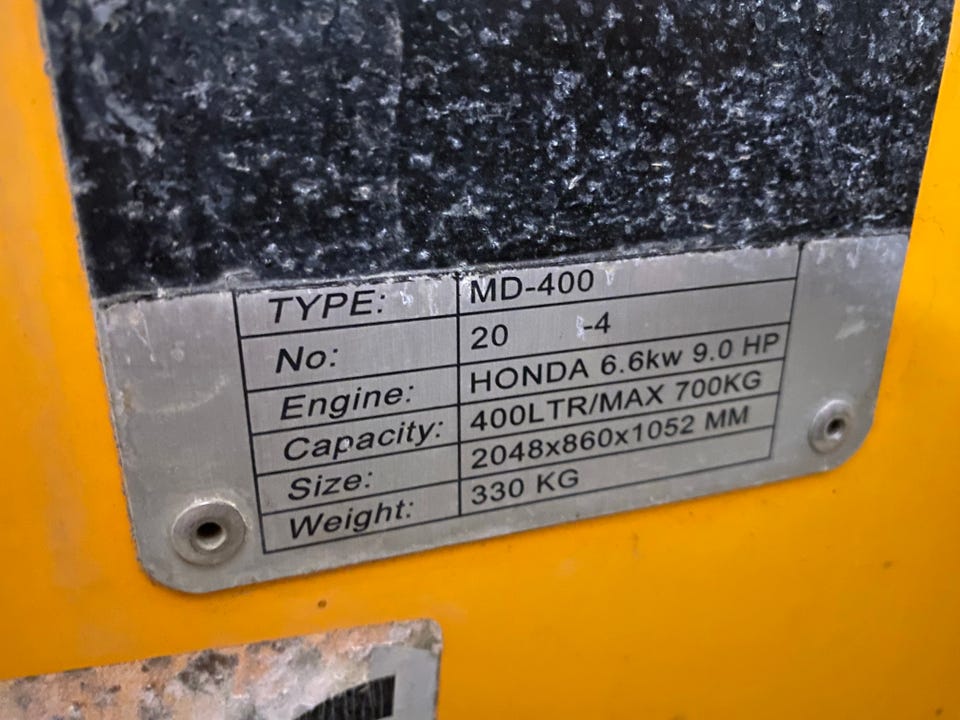 TYPE: MD-400
No: 20 -4
Engine: HONDA 6.6kw 9.0 HP
Capacity: 400LTR/MAX 700KG
Size: 2048x860x1052 MM
Weight: 330 KG